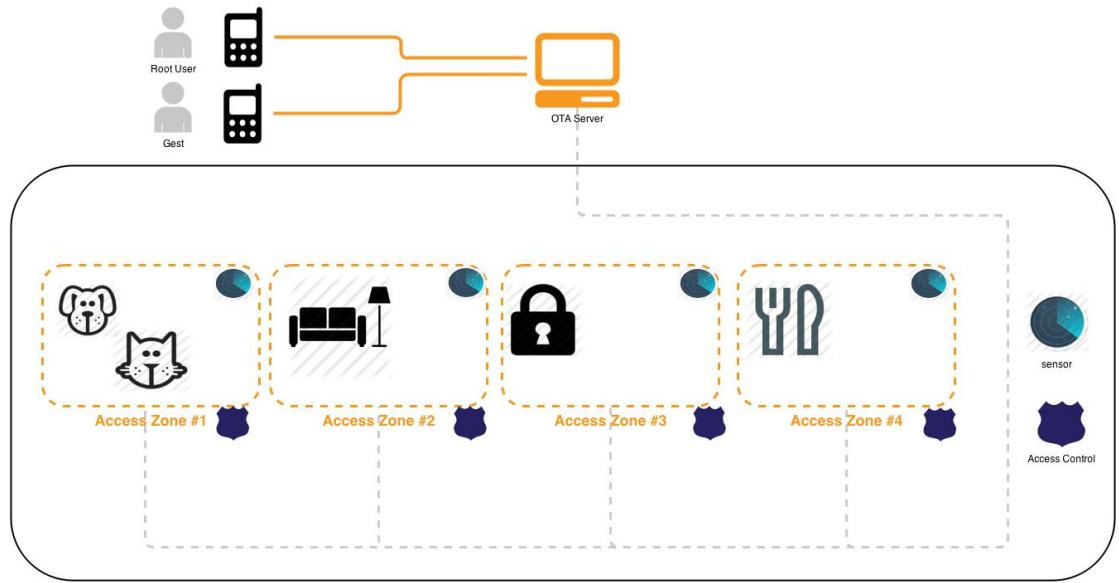 Root User
Gest
OTA Server
Access Zone #1
Access Zone #2
Access Zone #3
Access Zone #4
sensor
Access Control